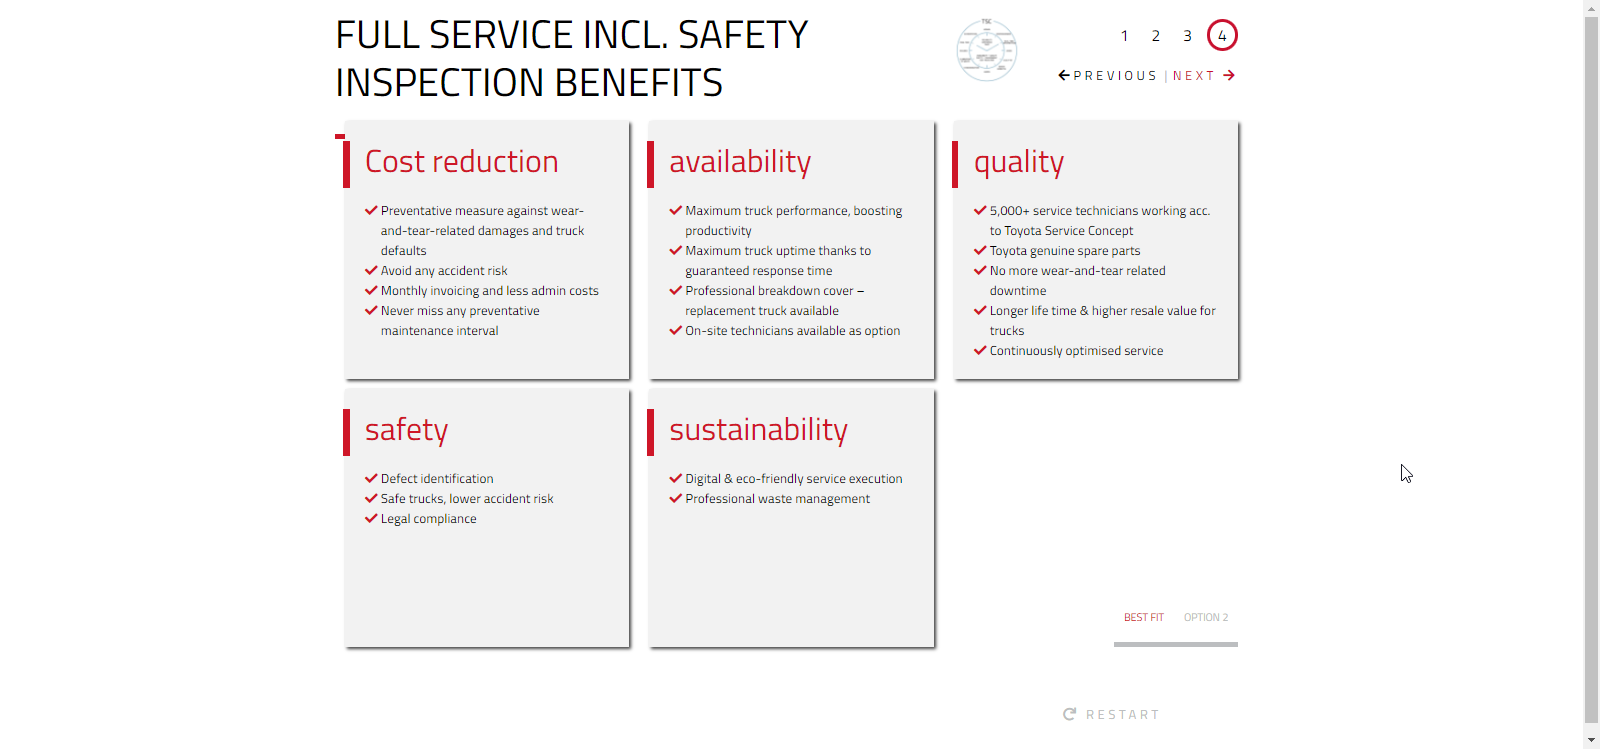 FULL SERVICE INCL. SAFETY
INSPECTION BENEFITS
TSC
1 2 3 4
PREVIOUS | NEXT
Cost reduction
Preventative measure against wear-
and-tear-related damages and truck
defaults
Avoid any accident risk
Monthly invoicing and less admin costs
Never miss any preventative
maintenance interval
availability
Maximum truck performance, boosting
productivity
Maximum truck uptime thanks to
guaranteed response time
Professional breakdown cover –
replacement truck available
On-site technicians available as option
quality
5,000+ service technicians working acc.
to Toyota Service Concept
Toyota genuine spare parts
No more wear-and-tear related
downtime
Longer life time & higher resale value for
trucks
Continuously optimised service
safety
Defect identification
Safe trucks, lower accident risk
Legal compliance
sustainability
Digital & eco-friendly service execution
Professional waste management
BEST FIT OPTION 2
RESTART